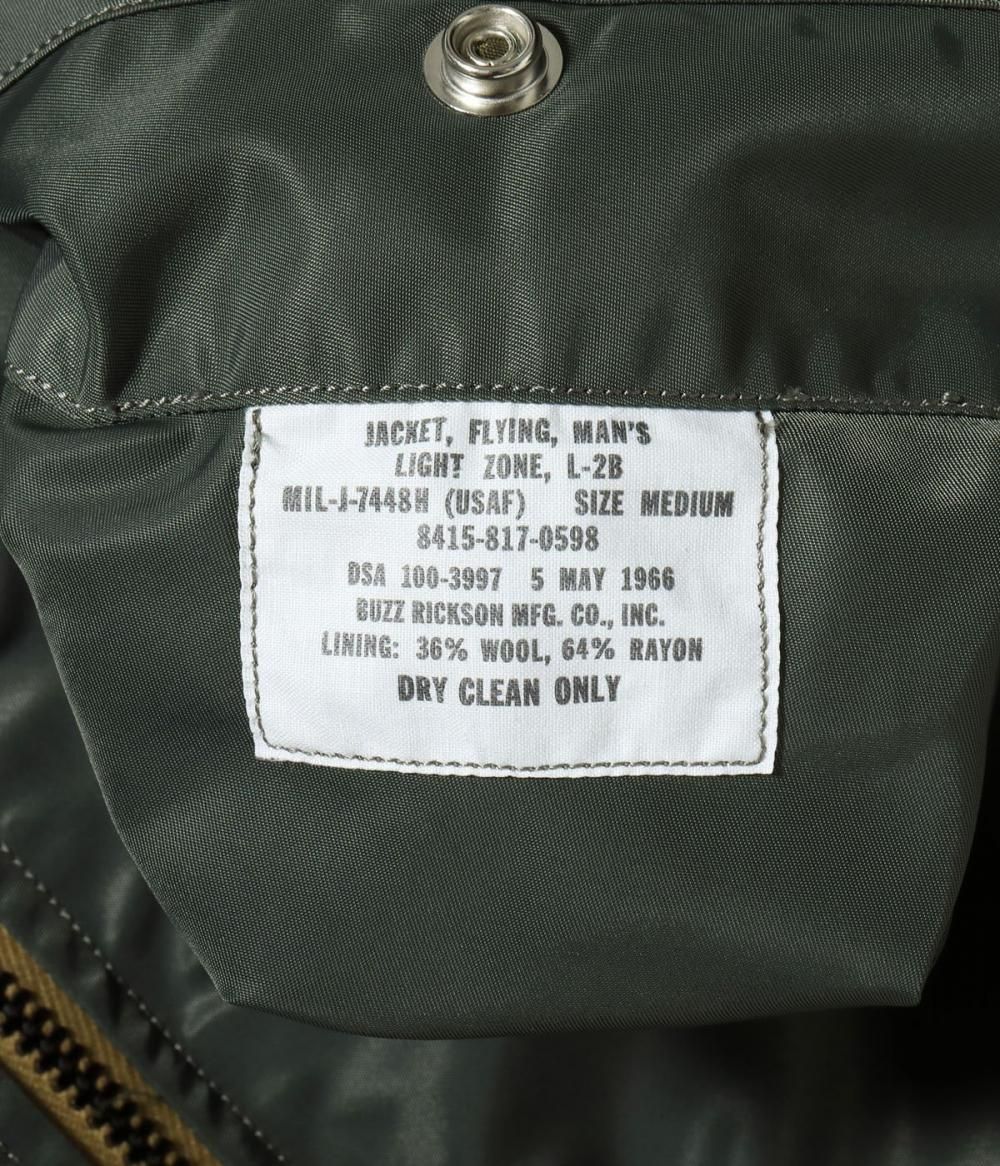 JACKET, FLYING, MAN'S
LIGHT ZONE, L-2B
MIL-J-7448H (USAF) SIZE MEDIUM
8415-817-0598
DSA 100-3997 5 MAY 1966
BUZZ RICKSON MFG. CO., INC.
LINING: 36% WOOL, 64% RAYON
DRY CLEAN ONLY